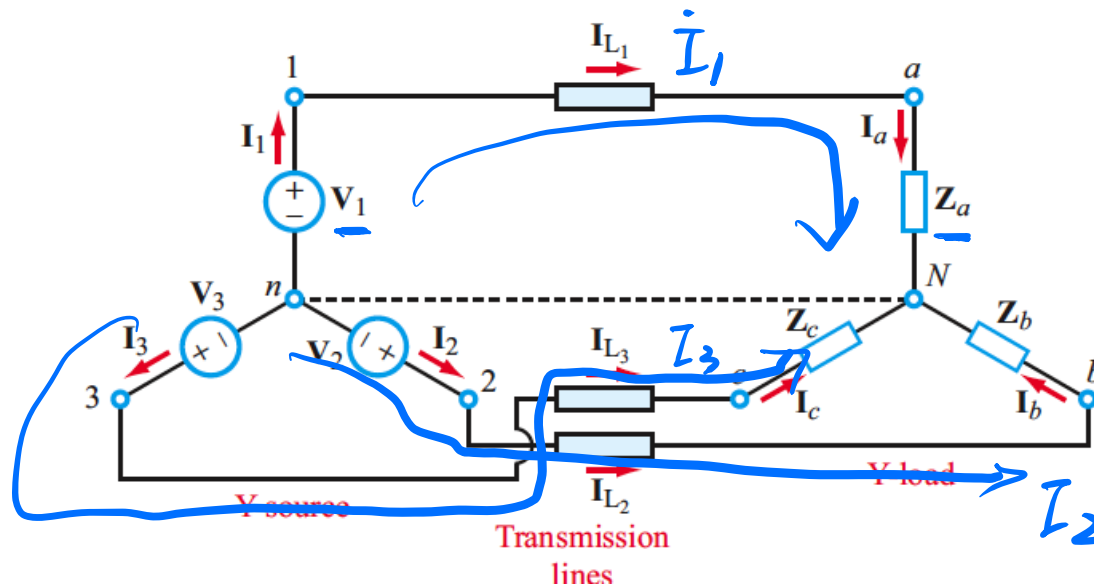 I_L1
İ1
1
a
I1
Ia
V1
Za
n
N
V3
Zc
Zb
I3
V2
I2
I_L3
I3
3
2
c
b
Ic
Ib
Y source
I_L2
Y load
I2
Transmission
lines